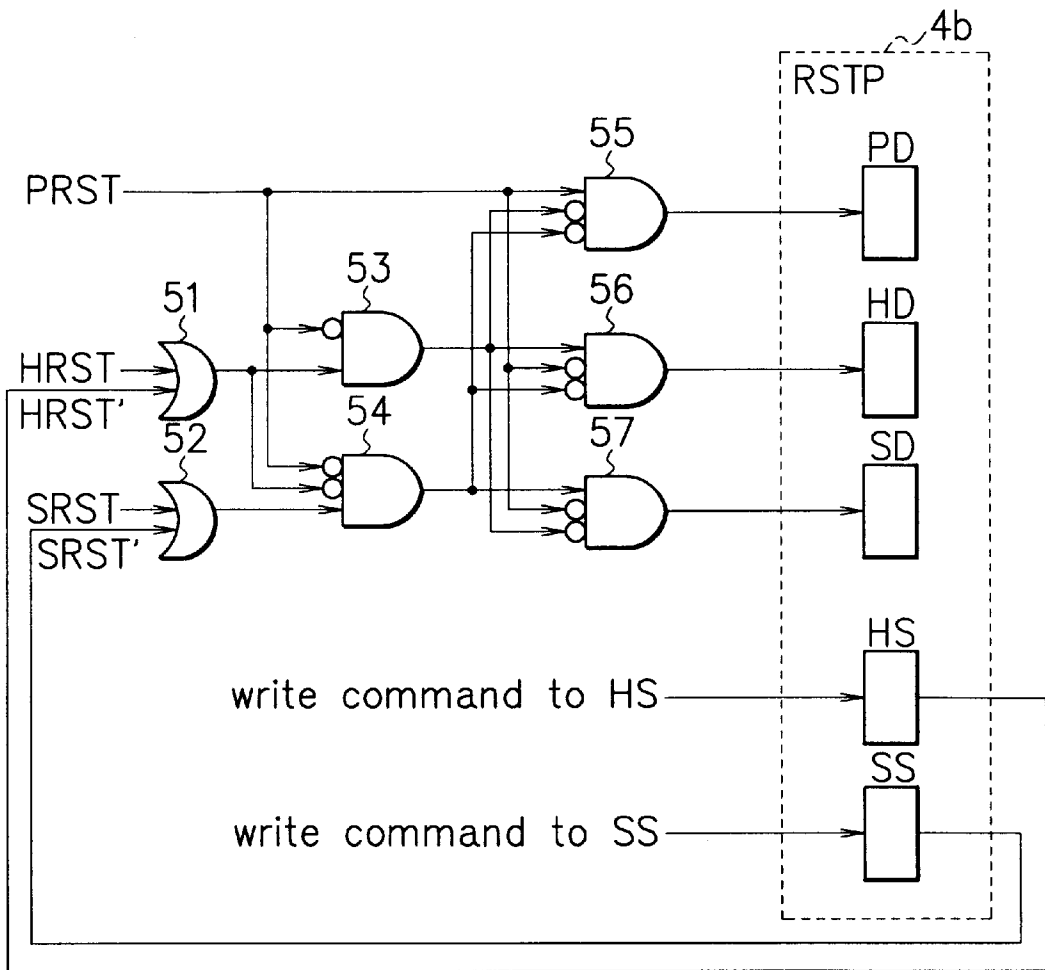 4b
RSTP
55
PD
PRST
53
56
HD
51
HRST
HRST'
54
57
SD
52
SRST
SRST'
HS
write command to HS
SS
write command to SS